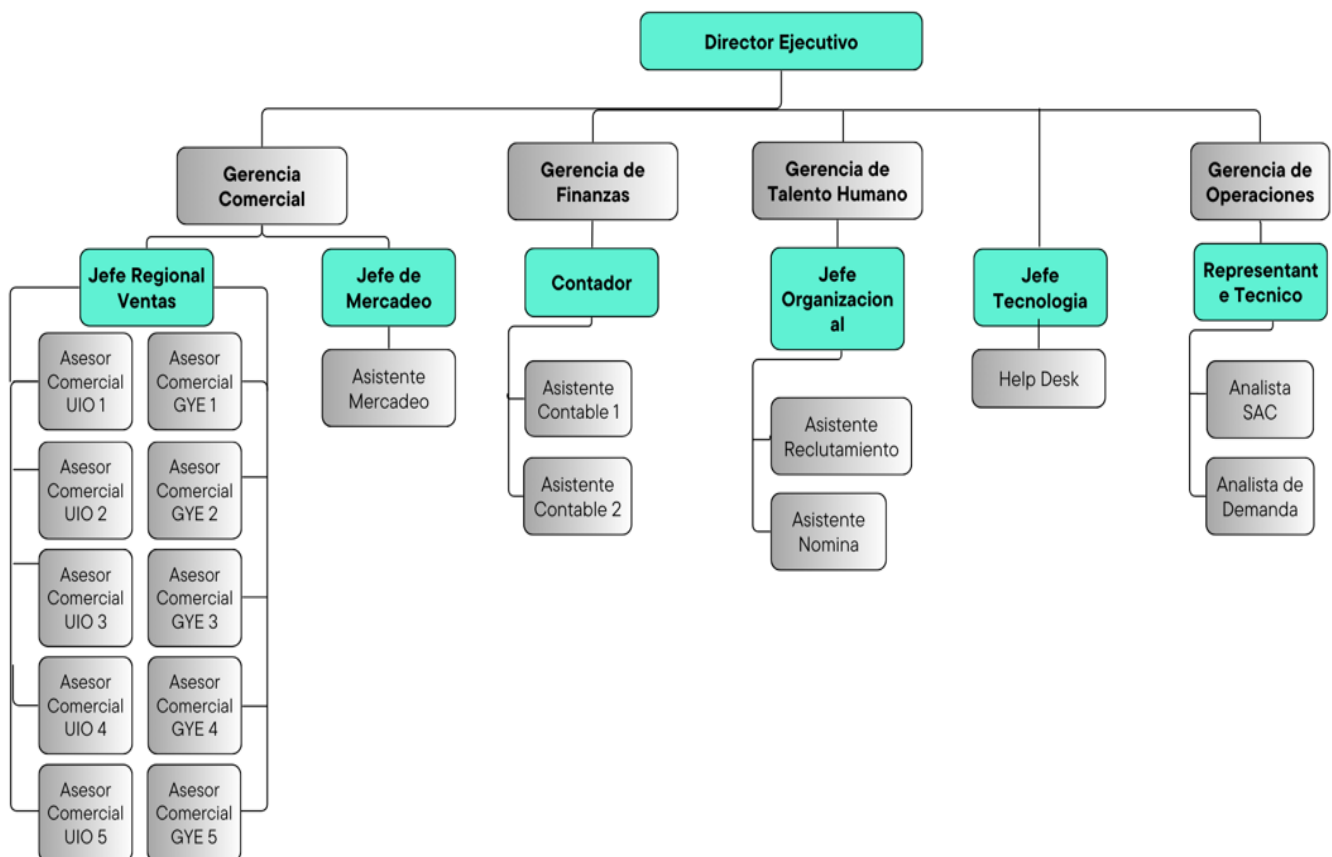 Director Ejecutivo
Gerencia
Comercial
Gerencia de
Finanzas
Gerencia de
Talento Humano
Gerencia de
Operaciones
Jefe Regional
Ventas
Jefe de
Mercadeo
Contador
Jefe
Organizacion
al
Jefe
Tecnologia
Representant
e Tecnico
Asesor
Comercial
UIO 1
Asesor
Comercial
GYE 1
Asistente
Mercadeo
Asistente
Contable 1
Asistente
Reclutamiento
Help Desk
Analista
SAC
Asesor
Comercial
UIO 2
Asesor
Comercial
GYE 2
Asistente
Contable 2
Asistente
Nomina
Analista de
Demanda
Asesor
Comercial
UIO 3
Asesor
Comercial
GYE 3
Asesor
Comercial
UIO 4
Asesor
Comercial
GYE 4
Asesor
Comercial
UIO 5
Asesor
Comercial
GYE 5